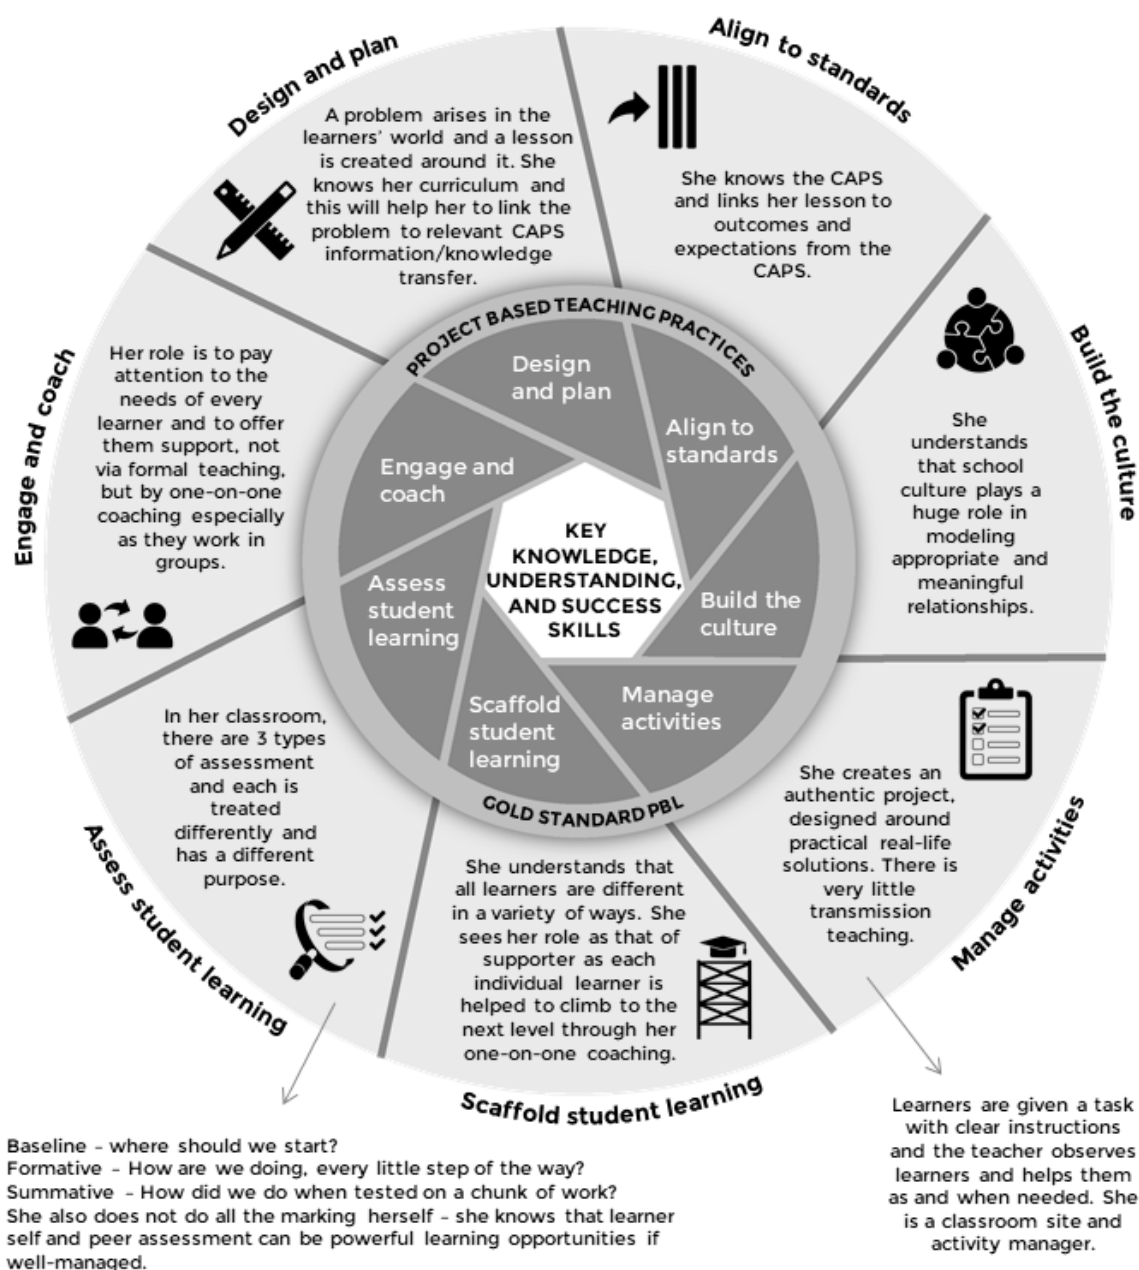 Design and plan
A problem arises in the
learners' world and a lesson
is created around it. She
knows her curriculum and
this will help her to link the
problem to relevant CAPS
information/knowledge
transfer.
Align to standards
She knows the CAPS
and links her lesson to
outcomes and
expectations from the
CAPS.
Build the culture
She
understands
that school
culture plays a
huge role in
modeling
appropriate and
meaningful
relationships.
Manage activities
She creates an
authentic project,
designed around
practical real-life
solutions. There is
very little
transmission
teaching.
Learners are given a task
with clear instructions
and the teacher observes
learners and helps them
as and when needed. She
is a classroom site and
activity manager.
Scaffold student learning
She understands that
all learners are different
in a variety of ways. She
sees her role as that of
supporter as each
individual learner is
helped to climb to the
next level through her
one-on-one coaching.
Assess student learning
In her classroom,
there are 3 types
of assessment
and each is
treated
differently and
has a different
purpose.
Baseline - where should we start?
Formative - How are we doing, every little step of the way?
Summative - How did we do when tested on a chunk of work?
She also does not do all the marking herself - she knows that learner
self and peer assessment can be powerful learning opportunities if
well-managed.
Engage and coach
Her role is to pay
attention to the
needs of every
learner and to offer
them support, not
via formal teaching,
but by one-on-one
coaching especially
as they work in
groups.
PROJECT BASED TEACHING PRACTICES
Design
and plan
Align to
standards
Build the
culture
Manage
activities
Scaffold
student
learning
Assess
student
learning
Engage and
coach
KEY
KNOWLEDGE,
UNDERSTANDING,
AND SUCCESS
SKILLS
GOLD STANDARD PBL